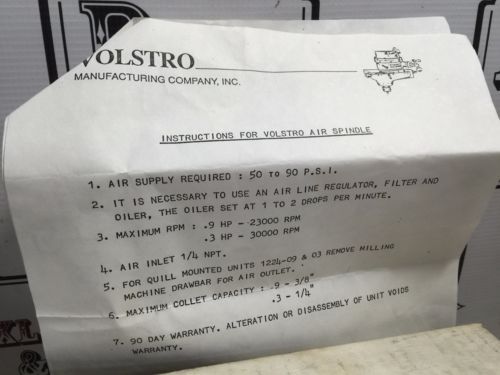 VOLSTRO
MANUFACTURING COMPANY, INC.
INSTRUCTIONS FOR VOLSTRO AIR SPINDLE
1. AIR SUPPLY REQUIRED : 50 TO 90 P.S.I.
2. IT IS NECESSARY TO USE AN AIR LINE REGULATOR, FILTER AND
OILER, THE OILER SET AT 1 TO 2 DROPS PER MINUTE.
3. MAXIMUM RPM : .9 HP - 23000 RPM
.3 HP - 30000 RPM
4. AIR INLET 1/4 NPT.
5. FOR QUILL MOUNTED UNITS 1224-09 & 03 REMOVE MILLING
MACHINE DRAWBAR FOR AIR OUTLET.
6. MAXIMUM COLLET CAPACITY : .9 - 3/8"
.3 - 1/4"
7. 90 DAY WARRANTY. ALTERATION OR DISASSEMBLY OF UNIT VOIDS
WARRANTY.